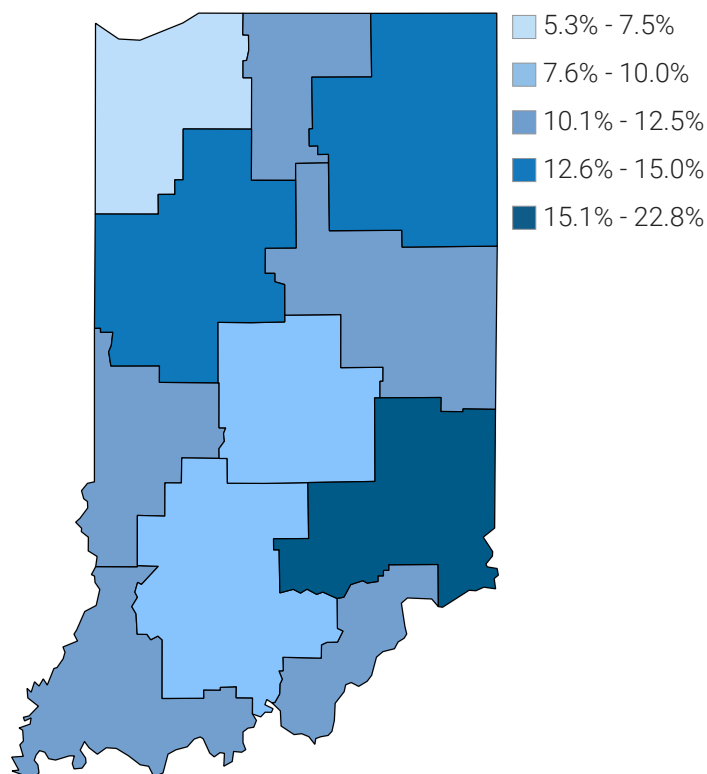 5.3% - 7.5%
7.6% - 10.0%
10.1% - 12.5%
12.6% - 15.0%
15.1% - 22.8%